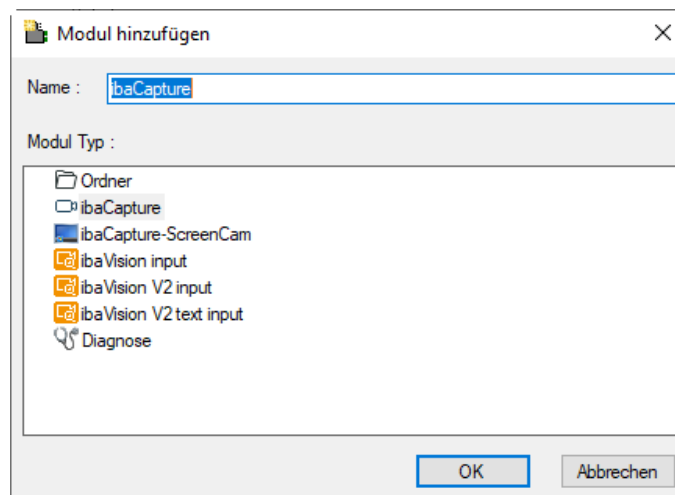 Modul hinzufügen
Name : ibaCapture
Modul Typ :
Ordner
ibaCapture
ibaCapture-ScreenCam
ibaVision input
ibaVision V2 input
ibaVision V2 text input
Diagnose
OK Abbrechen